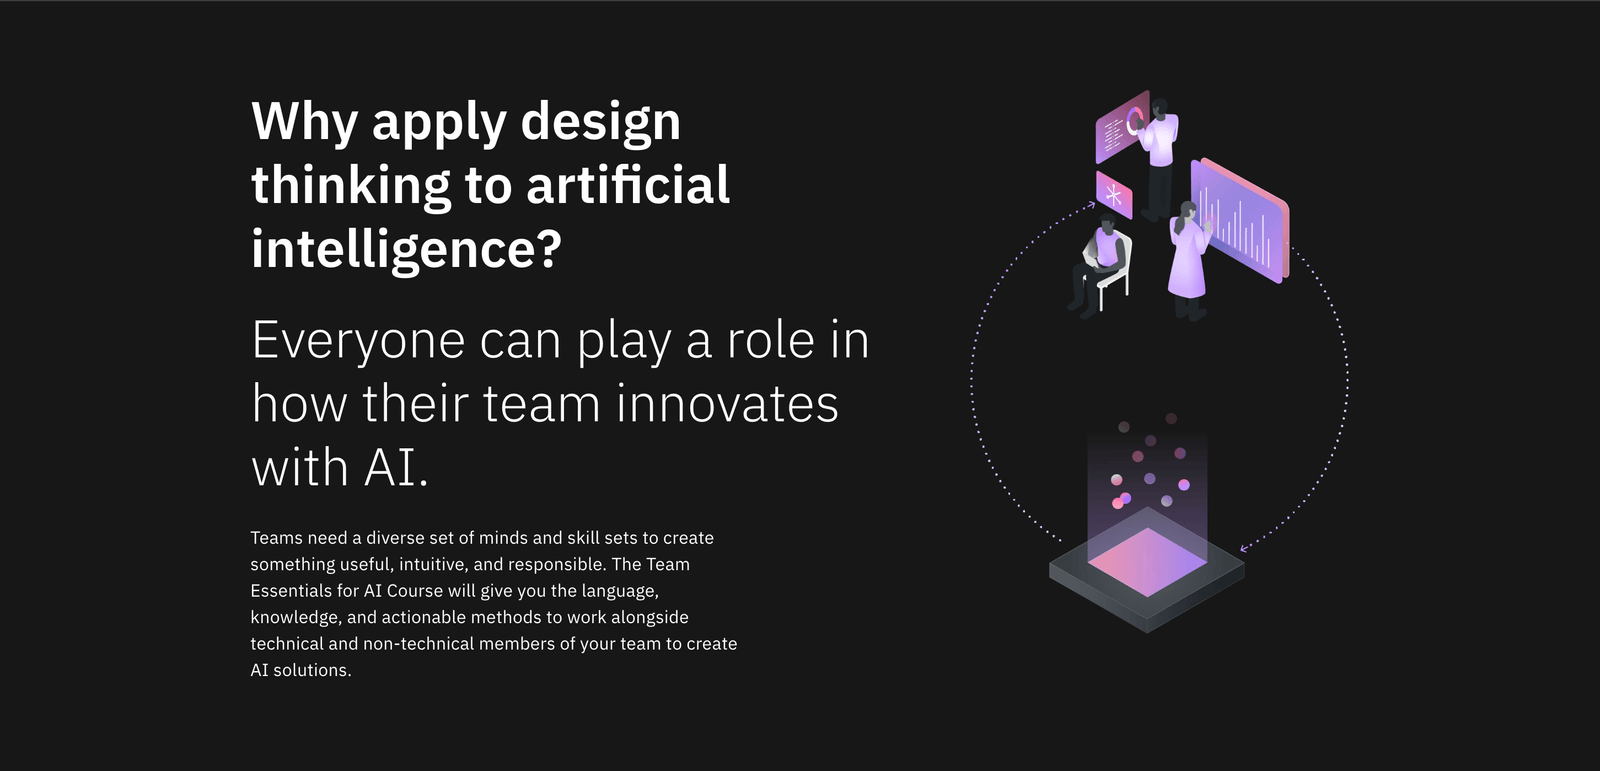 Why apply design
thinking to artificial
intelligence?
Everyone can play a role in
how their team innovates
with AI.
Teams need a diverse set of minds and skill sets to create
something useful, intuitive, and responsible. The Team
Essentials for AI Course will give you the language,
knowledge, and actionable methods to work alongside
technical and non-technical members of your team to create
AI solutions.